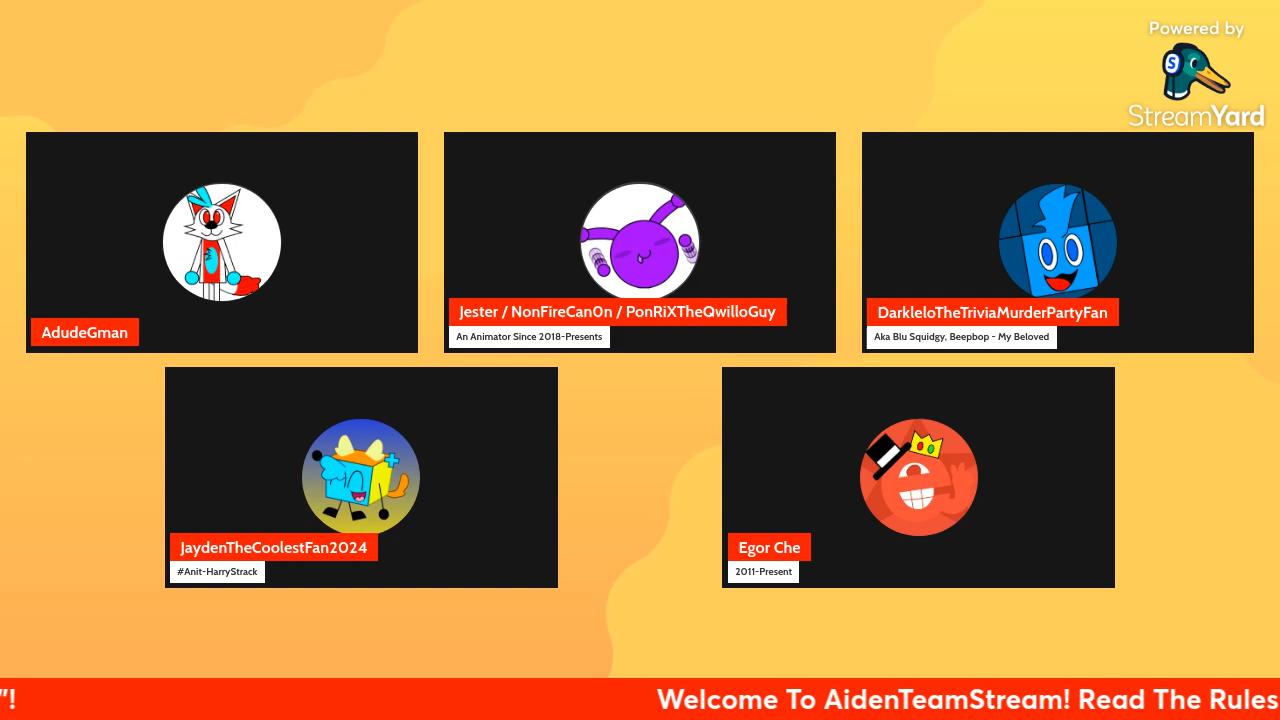 Powered by
S
StreamYard
AdudeGman
Jester / NonFireCan0n / PonRiXTheQwilloGuy
An Animator Since 2018-Presents
DarkleloTheTriviaMurderPartyFan
Aka Blu Squidgy, Beepbop - My Beloved
JaydenTheCoolestFan2024
#Anit-HarryStrack
Egor Che
2011-Present
"! Welcome To AidenTeamStream! Read The Rules